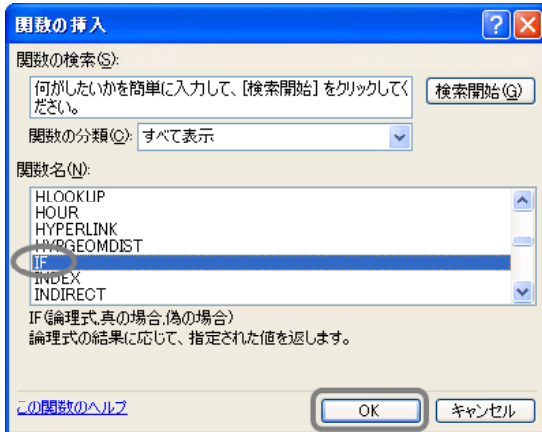 関数の挿入
関数の検索(S):
何がしたいかを簡単に入力して、[検索開始] をクリックしてく
ださい。
検索開始(G)
関数の分類(C): すべて表示
関数名(N):
HLOOKUP
HOUR
HYPERLINK
HYPGEOMDIST
IF
INDEX
INDIRECT
IF(論理式,真の場合,偽の場合)
論理式の結果に応じて、指定された値を返します。
この関数のヘルプ
OK
キャンセル